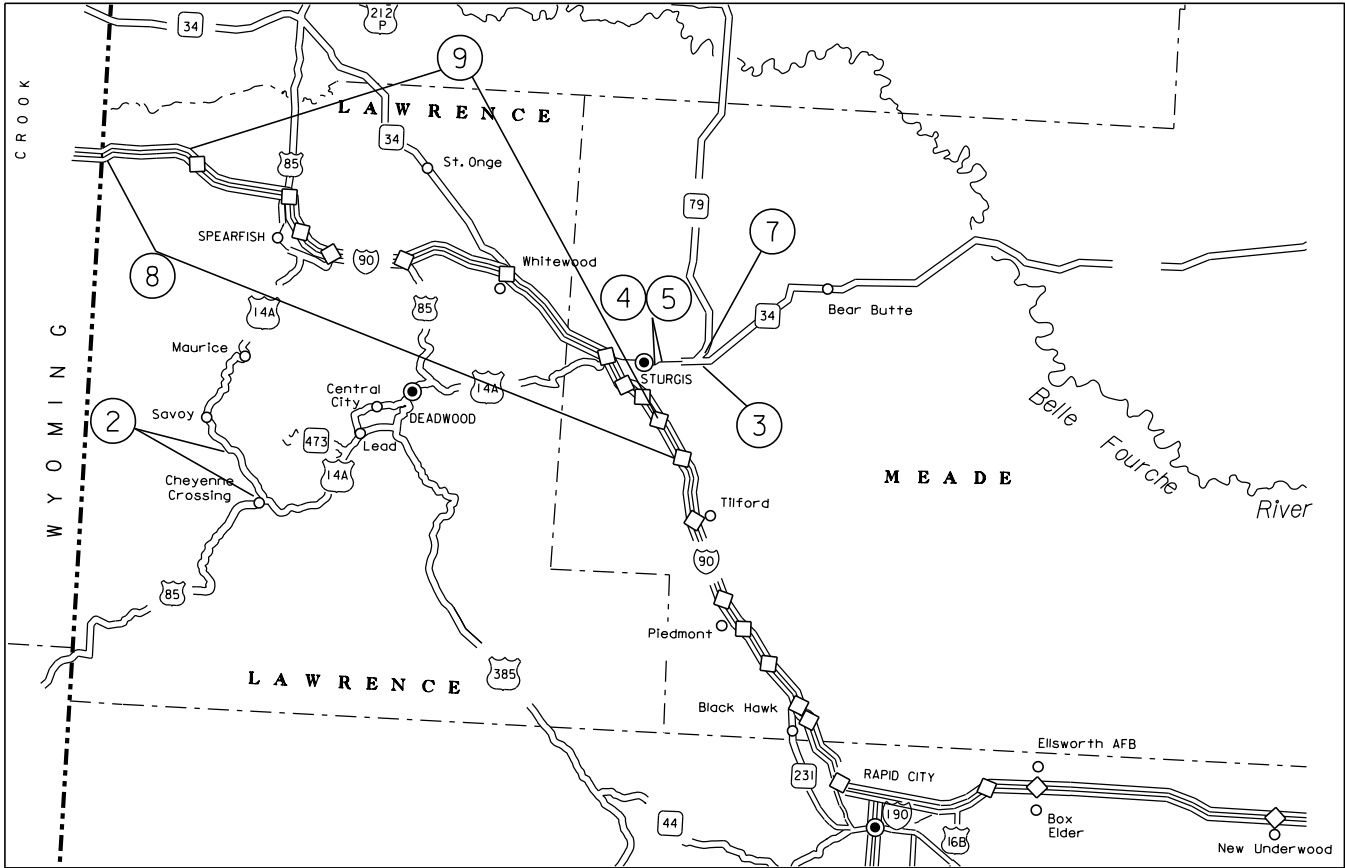 34
212
P
CROOK
9
LAWRENCE
34
85
St. Onge
79
SPEARFISH
90
7
8
Whitewood
4
5
14A
85
34
Bear Butte
Maurice
STURGIS
WYOMING
Central
City
14A
DEADWOOD
3
2
Savoy
473
Lead
14A
Cheyenne
Crossing
MEADE
Belle
Fourche
River
Tilford
90
85
Piedmont
LAWRENCE
385
Black Hawk
Ellsworth AFB
231
RAPID CITY
44
190
16B
Box
Elder
New Underwood